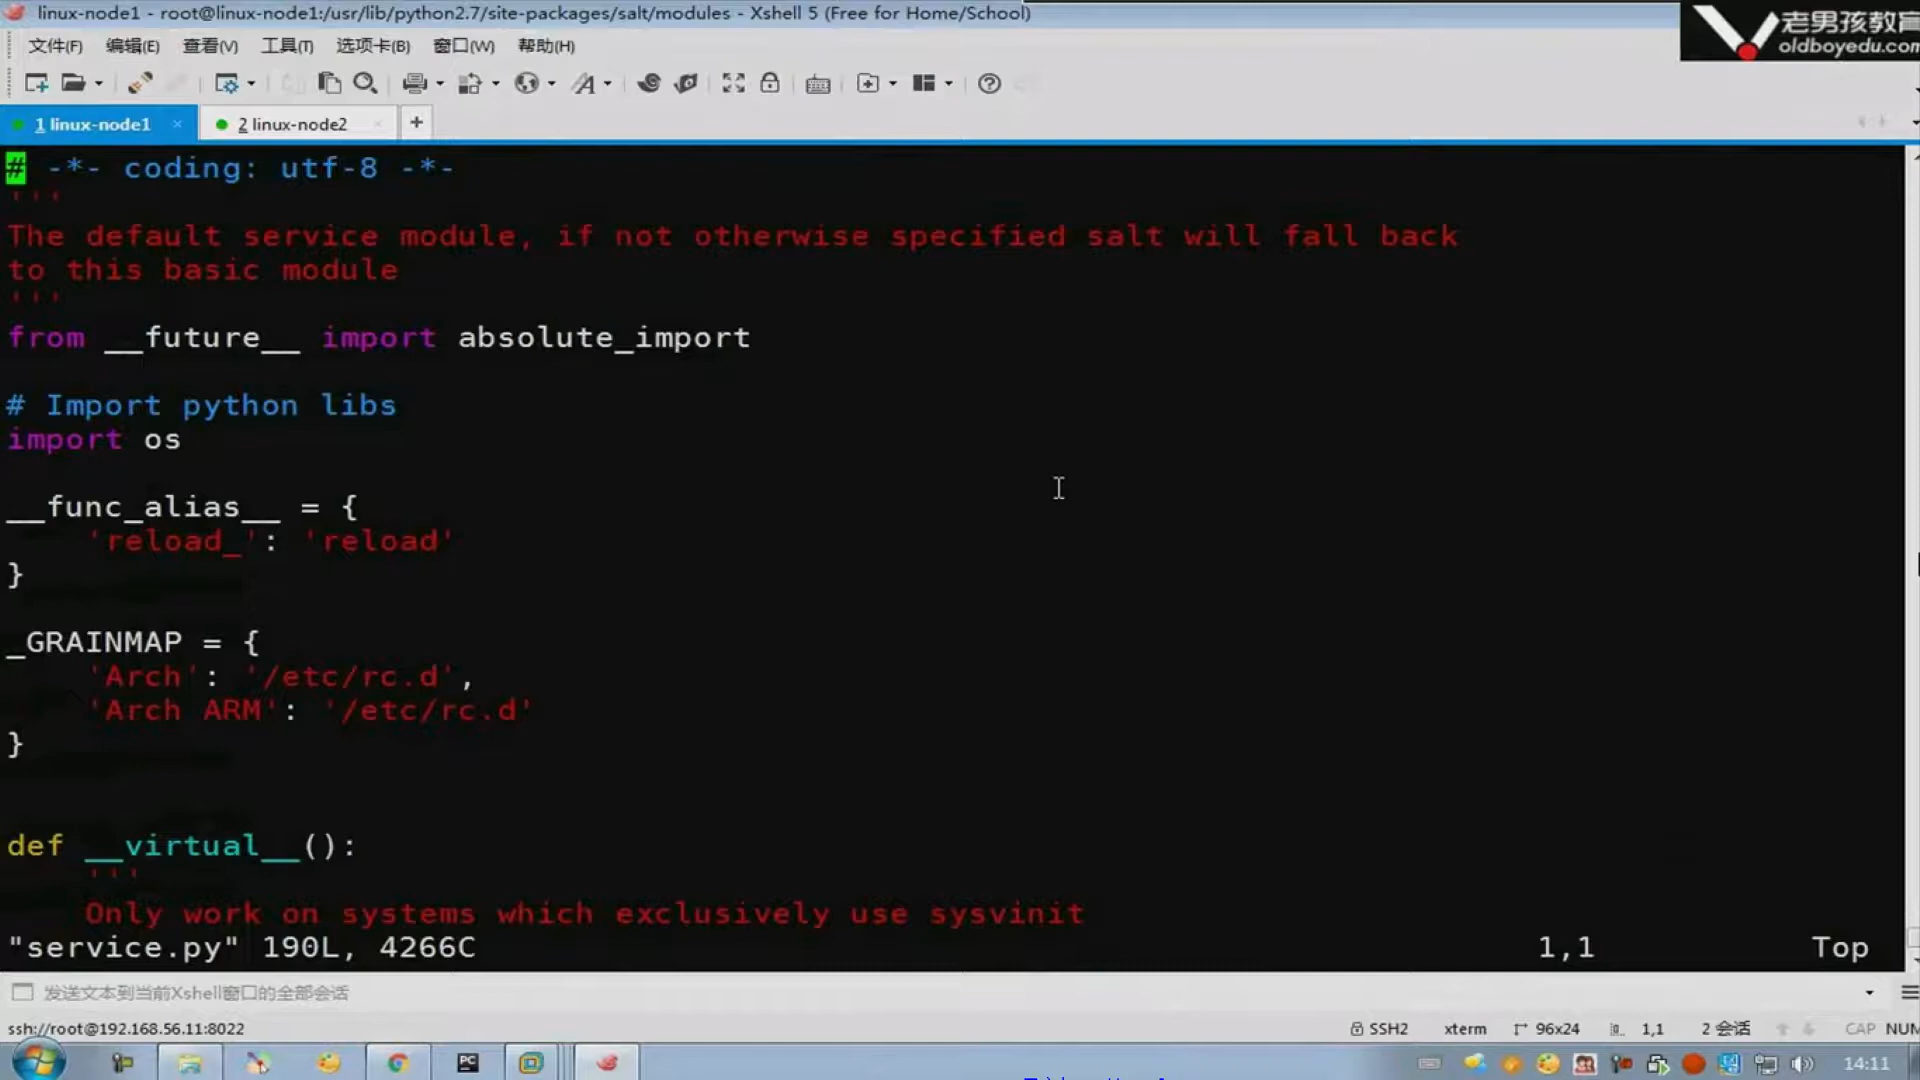 linux-node1 - root@linux-node1:/usr/lib/python2.7/site-packages/salt/modules - Xshell 5 (Free for Home/School)
老男孩教育
oldboyedu.com
文件(F) 编辑(E) 查看(V) 工具(T) 选项卡(B) 窗口(W) 帮助(H)
1 linux-node1 × 2 linux-node2 × +
# -*- coding: utf-8 -*-
'''
The default service module, if not otherwise specified salt will fall back
to this basic module
'''
from __future__ import absolute_import
# Import python libs
import os
__func_alias__ = {
    'reload_': 'reload'
}
_GRAINMAP = {
    'Arch': '/etc/rc.d',
    'Arch ARM': '/etc/rc.d'
}
def __virtual__():
    '''
    Only work on systems which exclusively use sysvinit
"service.py" 190L, 4266C 1,1 Top
发送文本到当前Xshell窗口的全部会话
ssh://root@192.168.56.11:8022 SSH2 xterm 96x24 1,1 2 会话 CAP NUM
PC
14:11